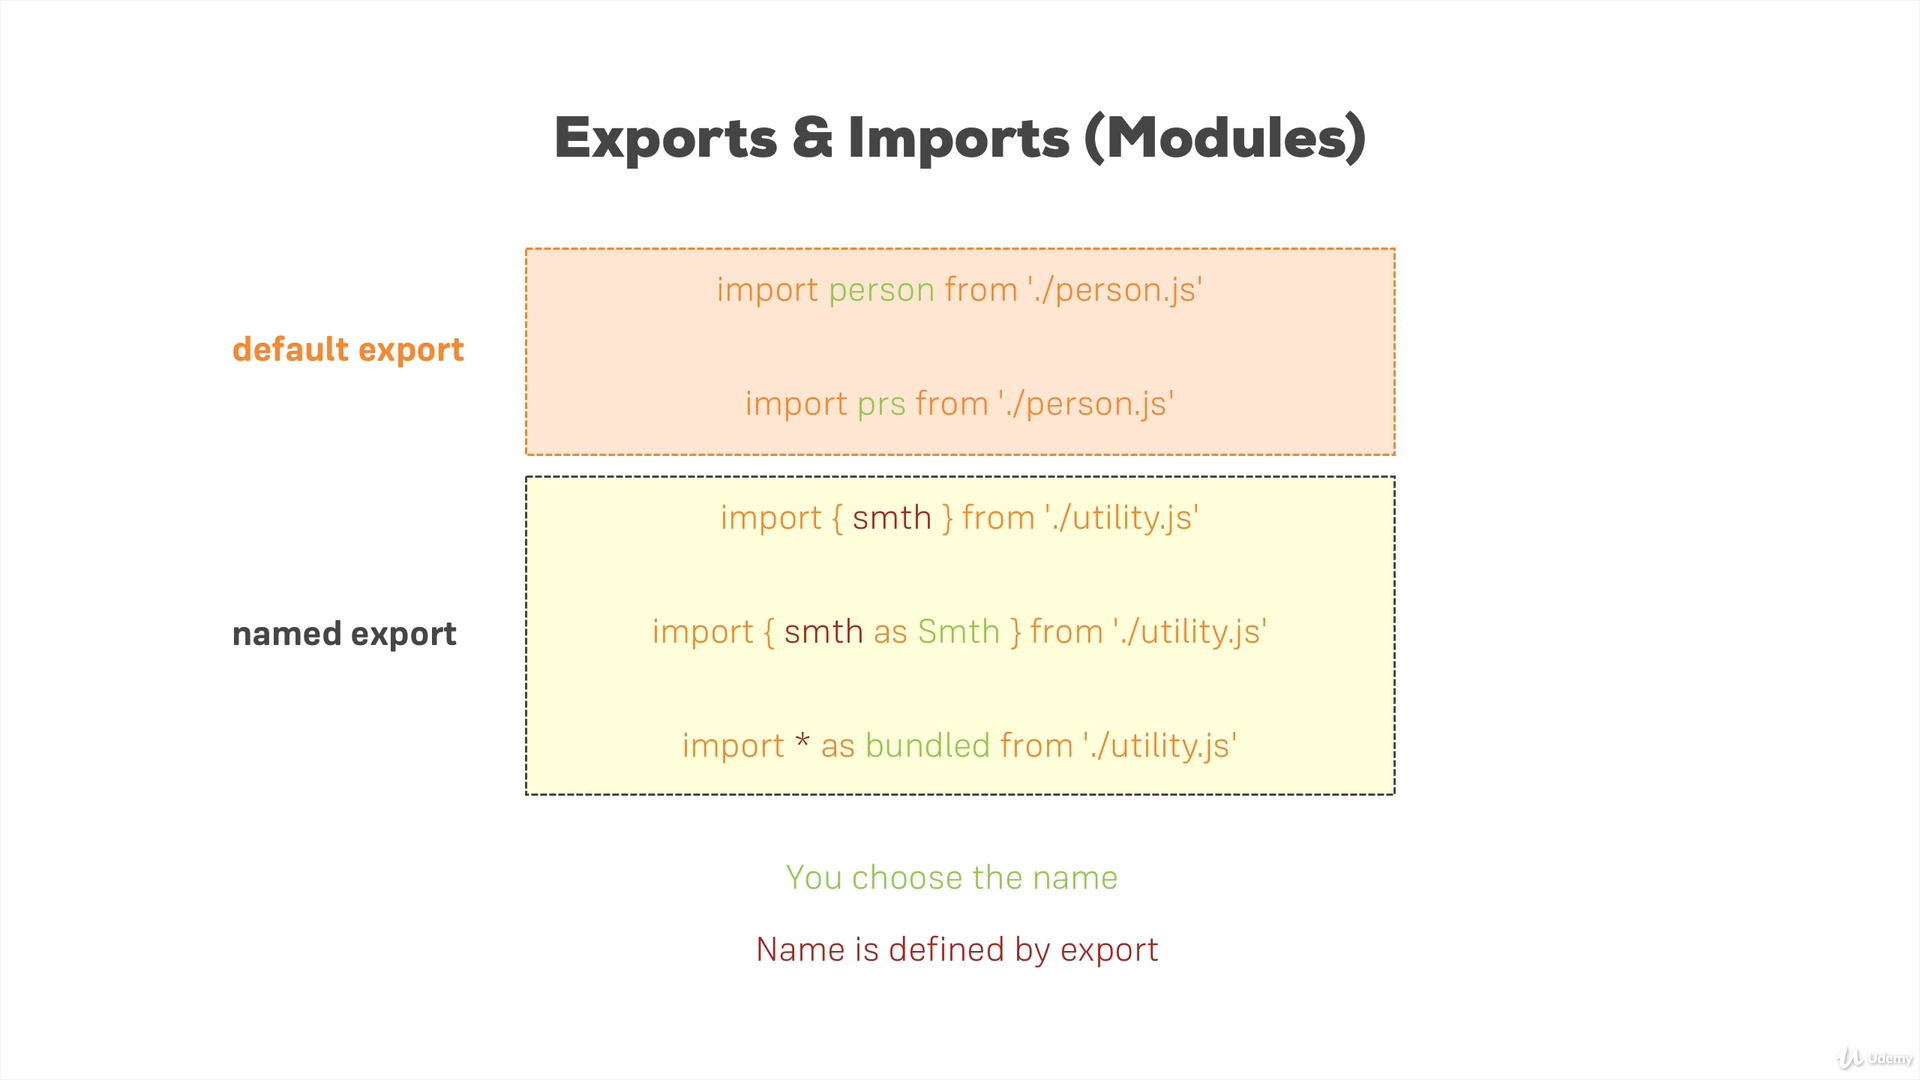 Exports & Imports (Modules)
default export
import person from './person.js'
import prs from './person.js'
named export
import { smth } from './utility.js'
import { smth as Smth } from './utility.js'
import * as bundled from './utility.js'
You choose the name
Name is defined by export
Udemy